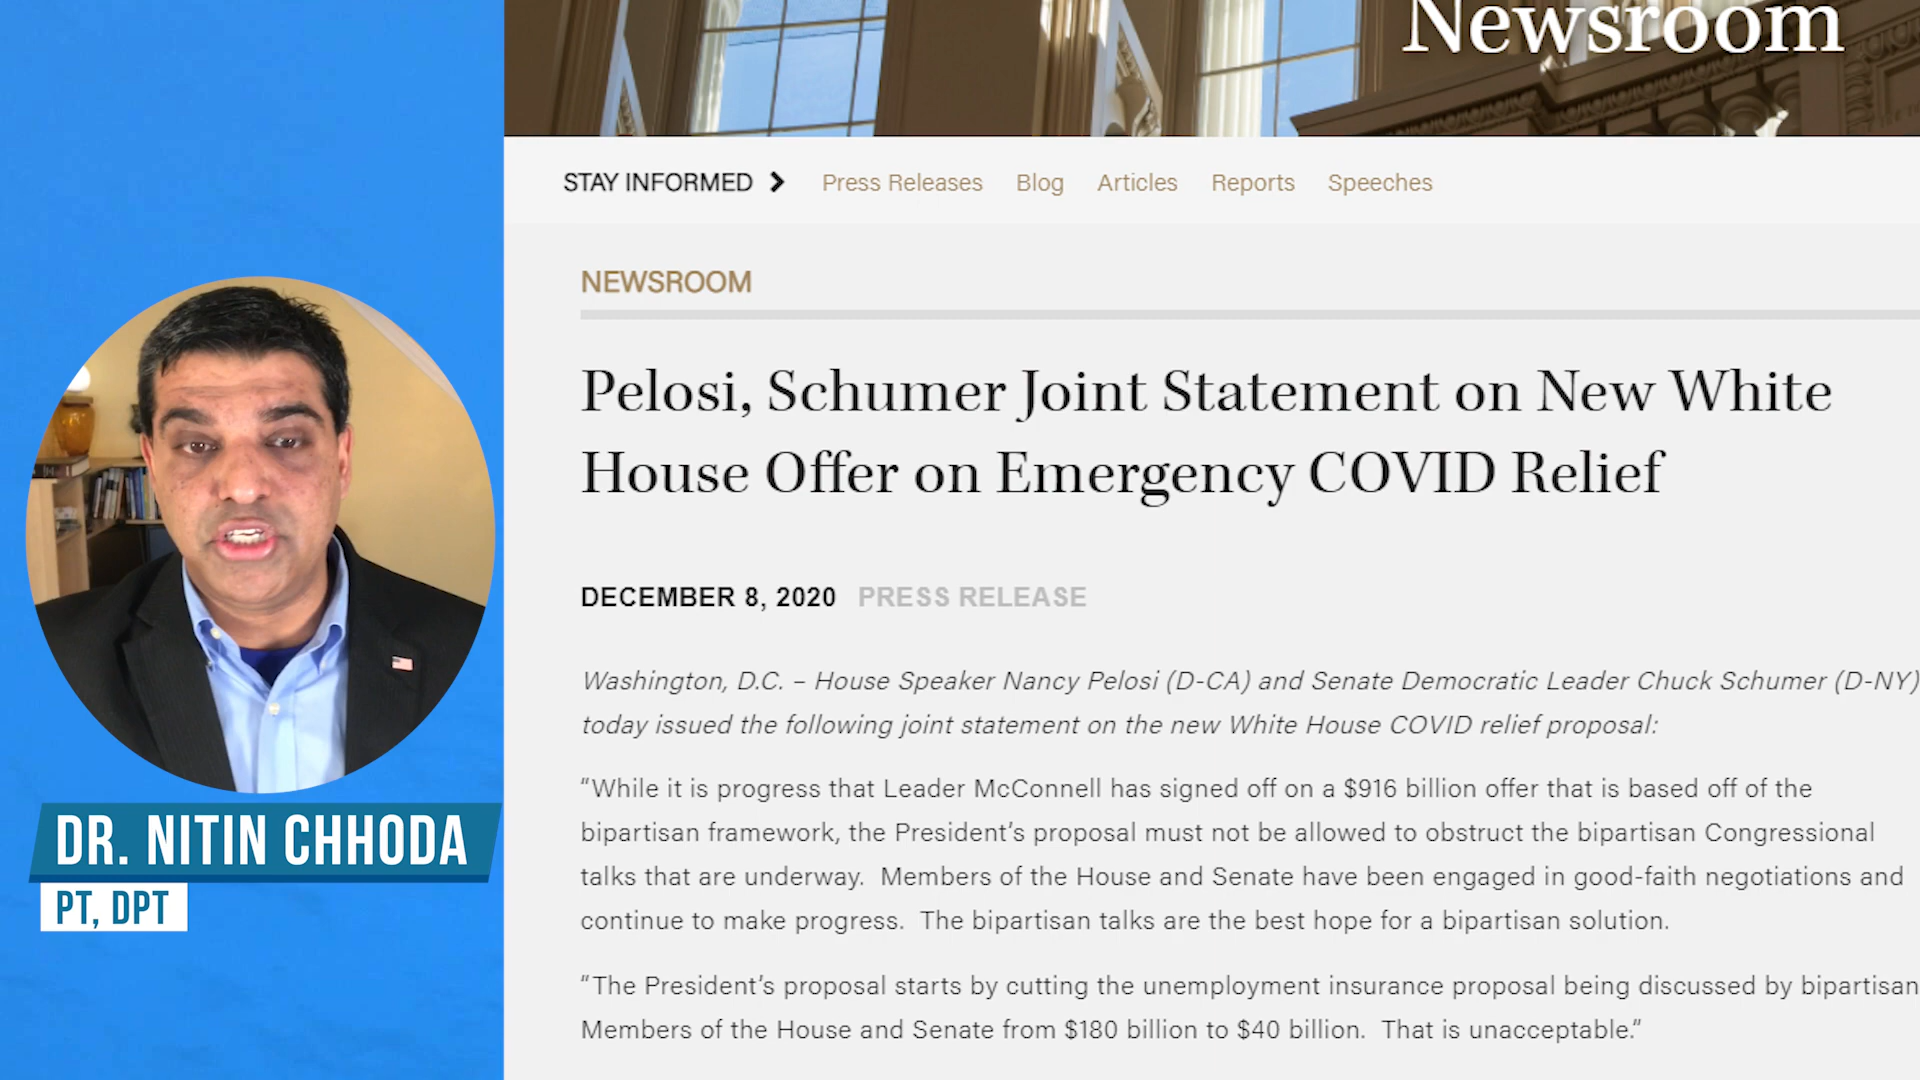 Newsroom
STAY INFORMED
Press Releases
Blog
Articles
Reports
Speeches
NEWSROOM
Pelosi, Schumer Joint Statement on New White
House Offer on Emergency COVID Relief
DECEMBER 8, 2020 PRESS RELEASE
Washington, D.C. – House Speaker Nancy Pelosi (D-CA) and Senate Democratic Leader Chuck Schumer (D-NY)
today issued the following joint statement on the new White House COVID relief proposal:
“While it is progress that Leader McConnell has signed off on a $916 billion offer that is based off of the
bipartisan framework, the President’s proposal must not be allowed to obstruct the bipartisan Congressional
talks that are underway.  Members of the House and Senate have been engaged in good-faith negotiations and
continue to make progress.  The bipartisan talks are the best hope for a bipartisan solution.
“The President’s proposal starts by cutting the unemployment insurance proposal being discussed by bipartisan
Members of the House and Senate from $180 billion to $40 billion.  That is unacceptable.”
DR. NITIN CHHODA
PT, DPT